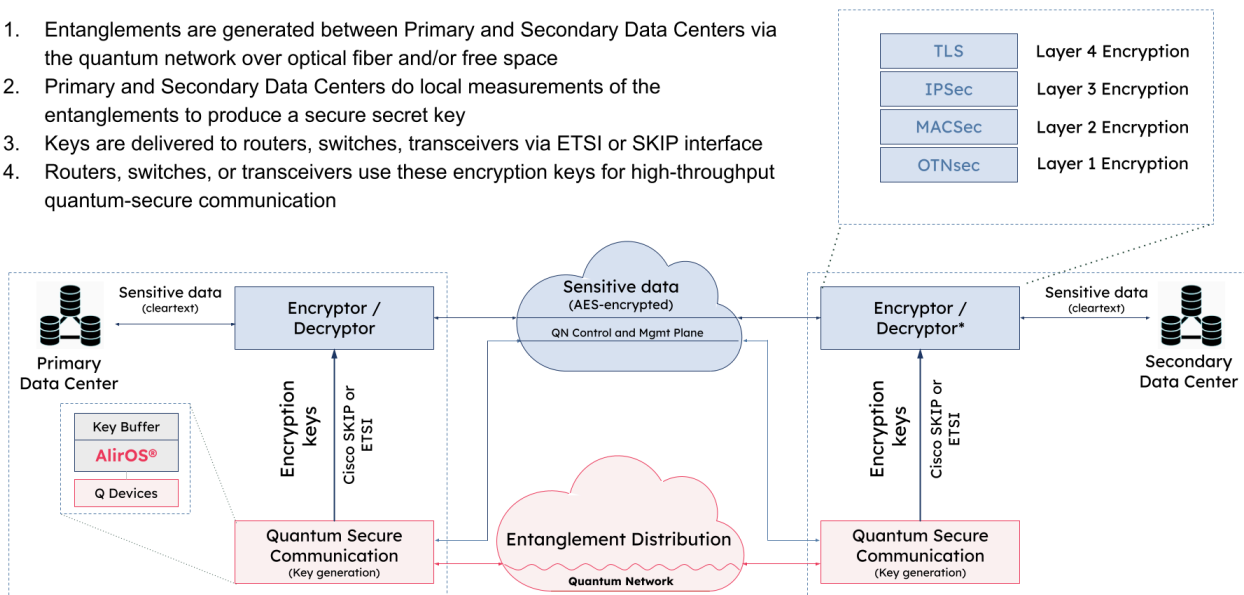 1. Entanglements are generated between Primary and Secondary Data Centers via
the quantum network over optical fiber and/or free space
2. Primary and Secondary Data Centers do local measurements of the
entanglements to produce a secure secret key
3. Keys are delivered to routers, switches, transceivers via ETSI or SKIP interface
4. Routers, switches, or transceivers use these encryption keys for high-throughput
quantum-secure communication
TLS Layer 4 Encryption
IPSec Layer 3 Encryption
MACSec Layer 2 Encryption
OTNsec Layer 1 Encryption
Primary
Data Center
Sensitive data
(cleartext)
Encryptor /
Decryptor
Sensitive data
(AES-encrypted)
QN Control and Mgmt Plane
Encryptor /
Decryptor*
Sensitive data
(cleartext)
Secondary
Data Center
Key Buffer
AlirOS®
Q Devices
Encryption
keys
Cisco SKIP or
ETSI
Encryption
keys
Cisco SKIP or
ETSI
Quantum Secure
Communication
(Key generation)
Entanglement Distribution
Quantum Network
Quantum Secure
Communication
(Key generation)